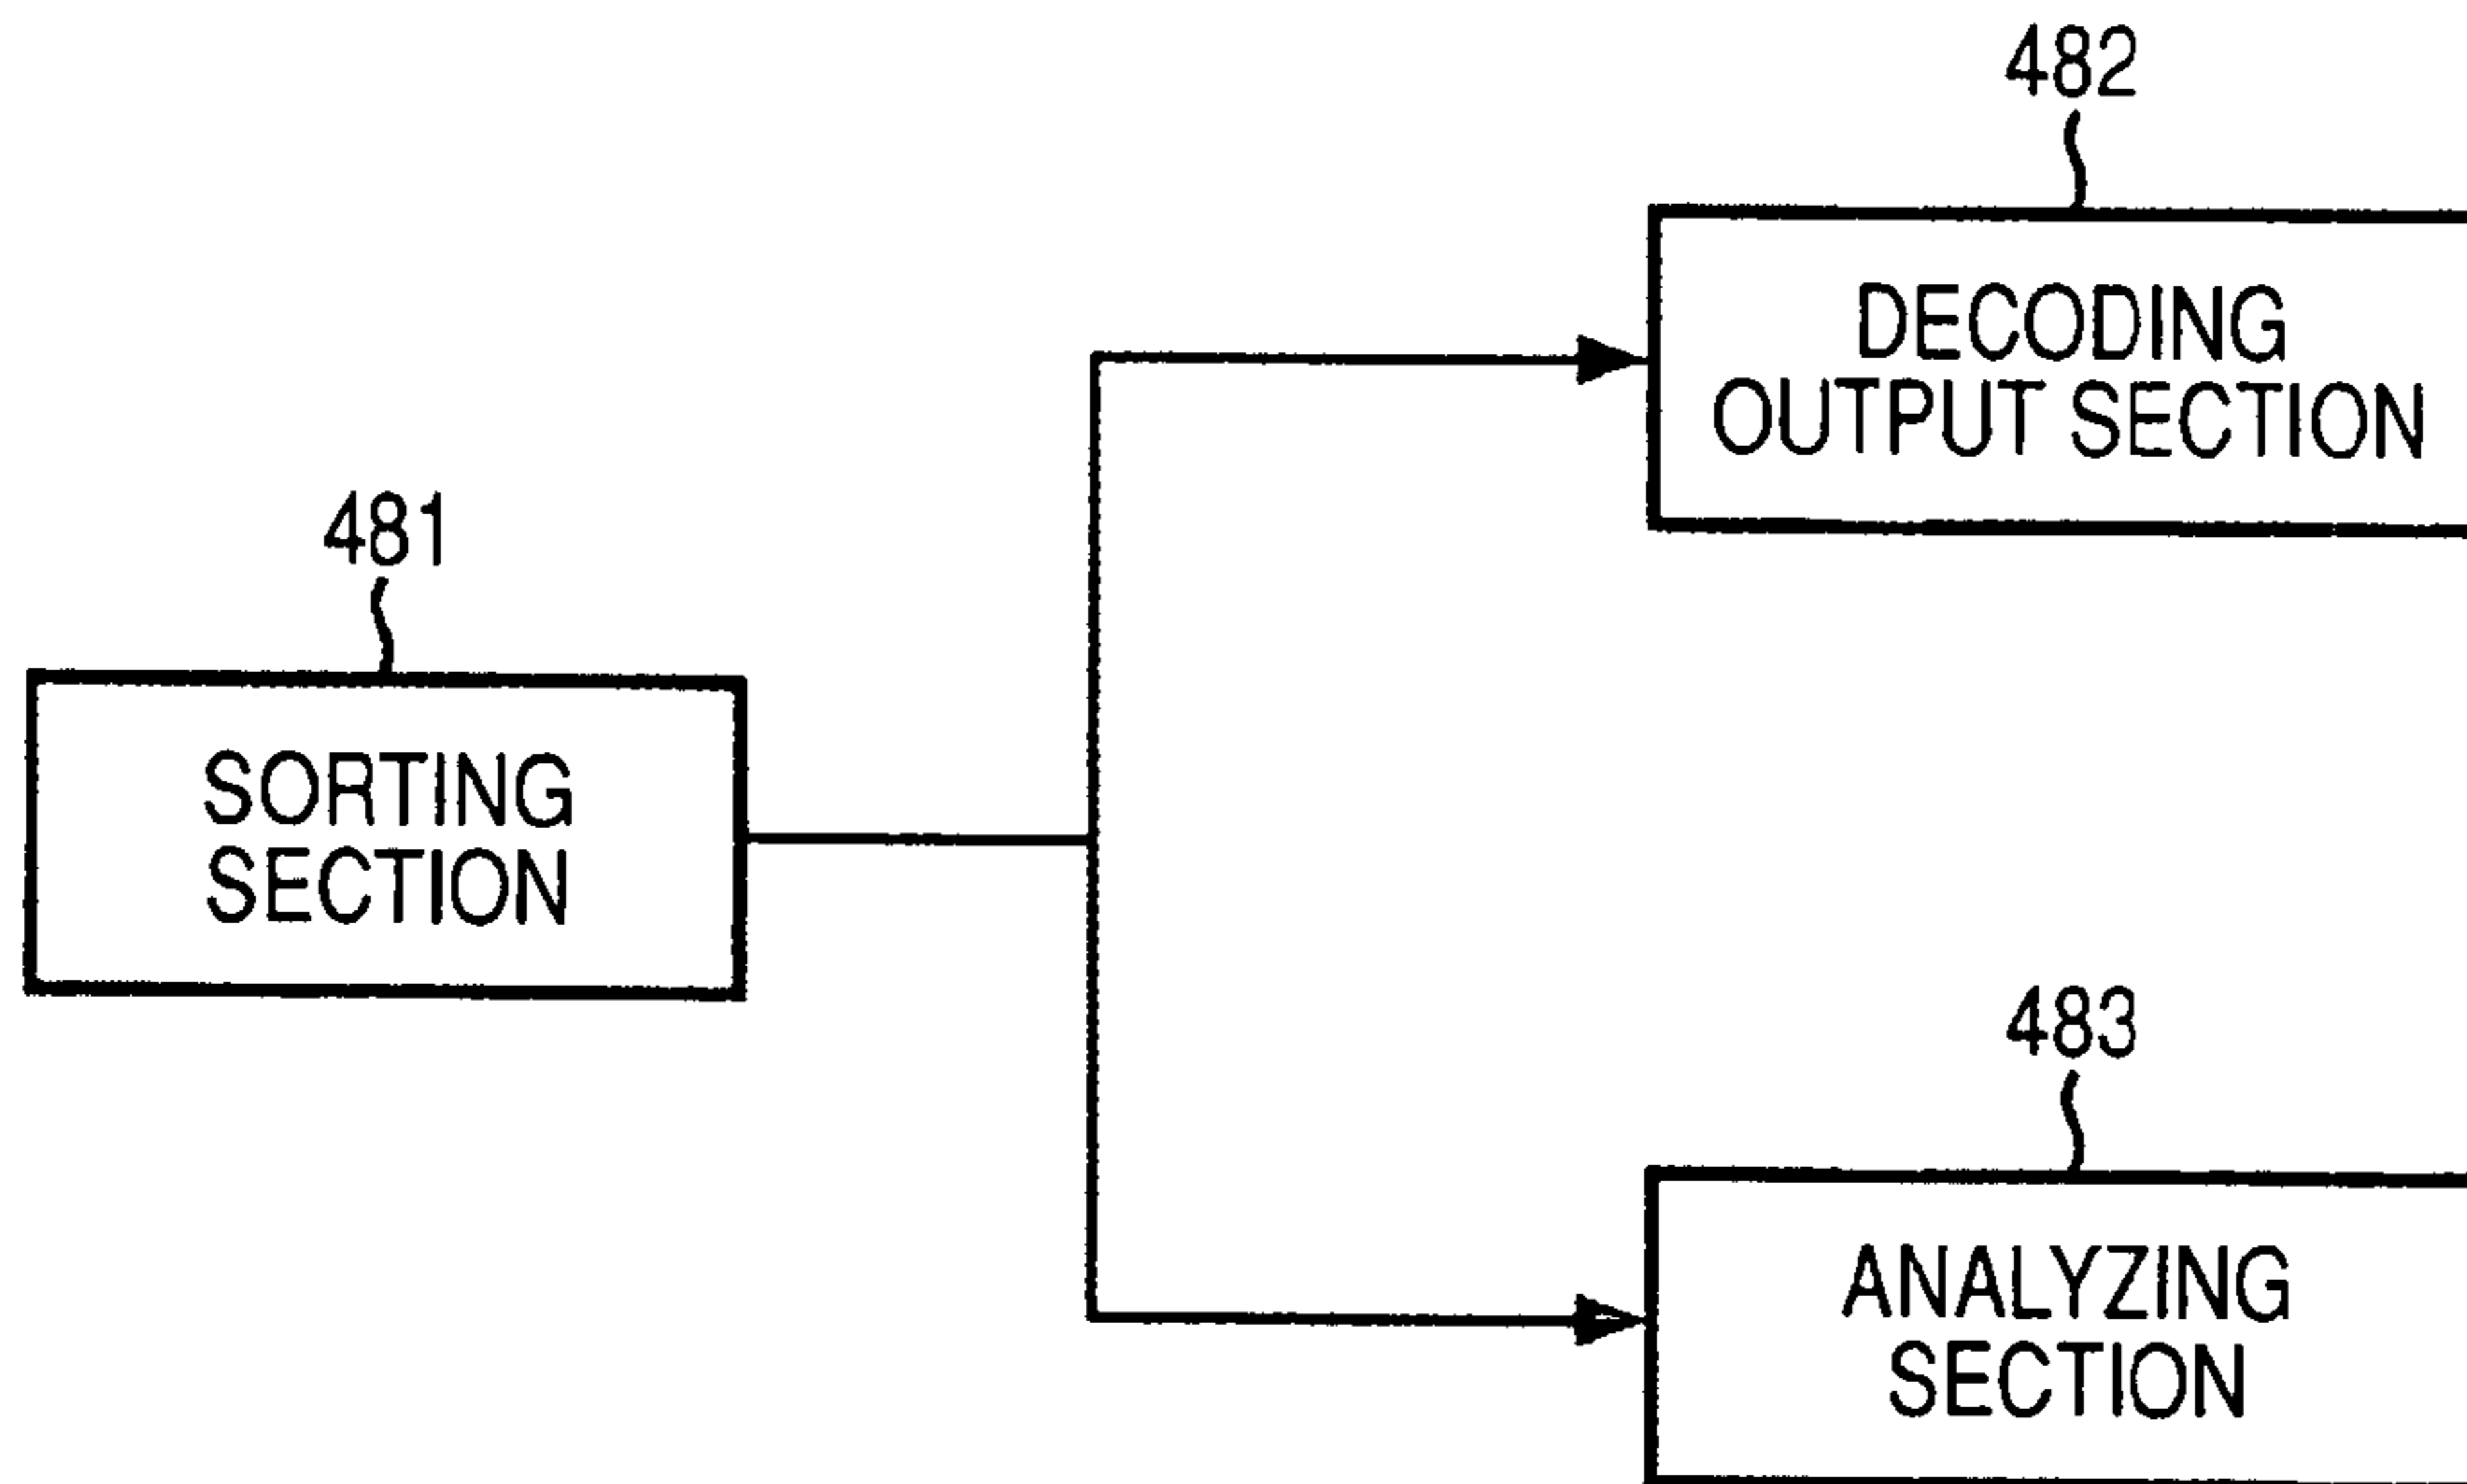 482
DECODING
OUTPUT SECTION
481
SORTING
SECTION
483
ANALYZING
SECTION